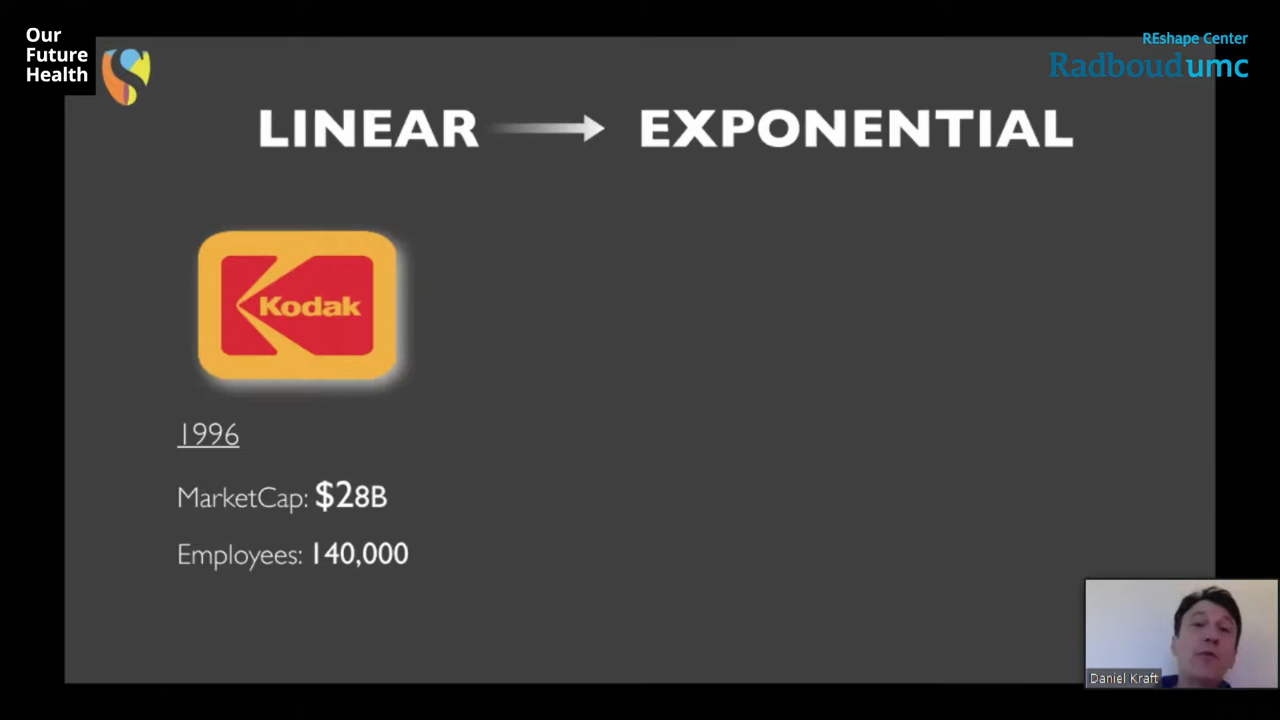 Our
Future
Health
REshape Center
Radboudumc
LINEAR EXPONENTIAL
Kodak
1996
MarketCap: $28B
Employees: 140,000
Daniel Kraft